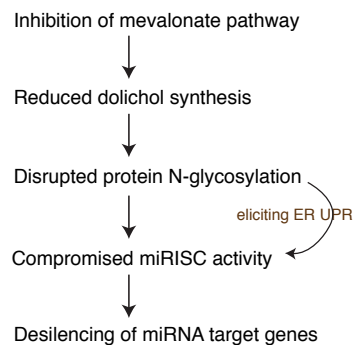 Inhibition of mevalonate pathway
Reduced dolichol synthesis
Disrupted protein N-glycosylation
eliciting ER UPR
Compromised miRISC activity
Desilencing of miRNA target genes